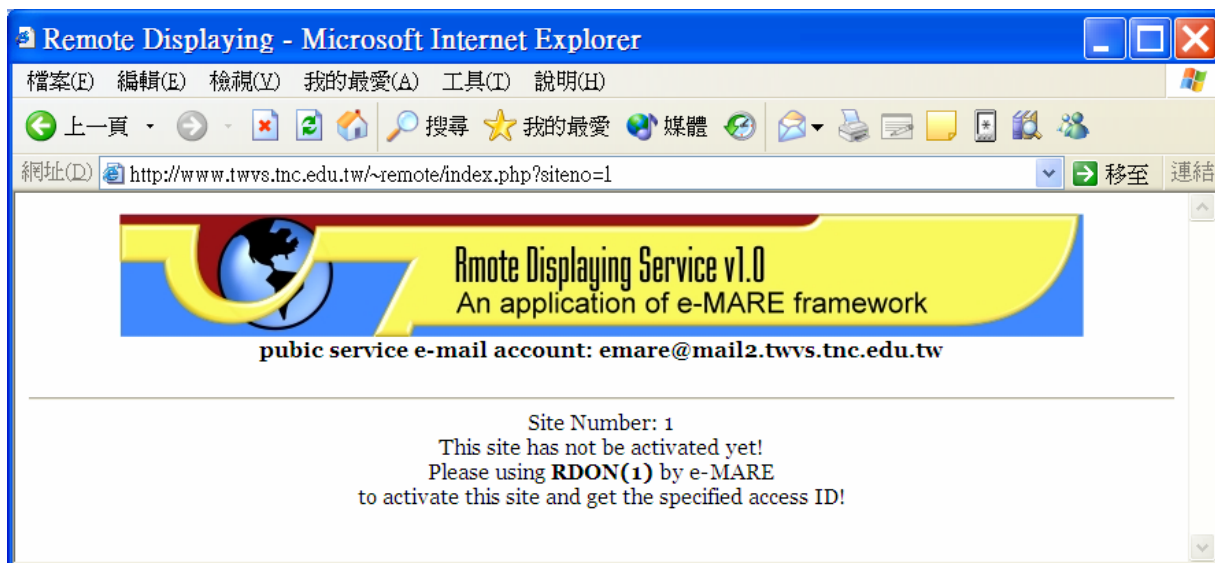 Remote Displaying - Microsoft Internet Explorer
檔案(F) 編輯(E) 檢視(V) 我的最愛(A) 工具(T) 說明(H)
上一頁 搜尋 我的最愛 媒體
網址(D) http://www.twvs.tnc.edu.tw/~remote/index.php?siteno=1 移至 連結
Rmote Displaying Service v1.0
An application of e-MARE framework
pubic service e-mail account: emare@mail2.twvs.tnc.edu.tw
Site Number: 1
This site has not be activated yet!
Please using RDON(1) by e-MARE
to activate this site and get the specified access ID!